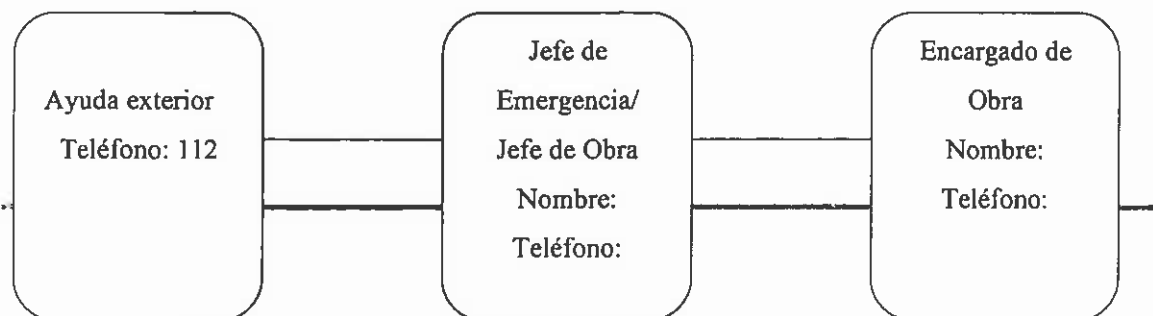 Ayuda exterior
Teléfono: 112
Jefe de
Emergencia/
Jefe de Obra
Nombre:
Teléfono:
Encargado de
Obra
Nombre:
Teléfono: